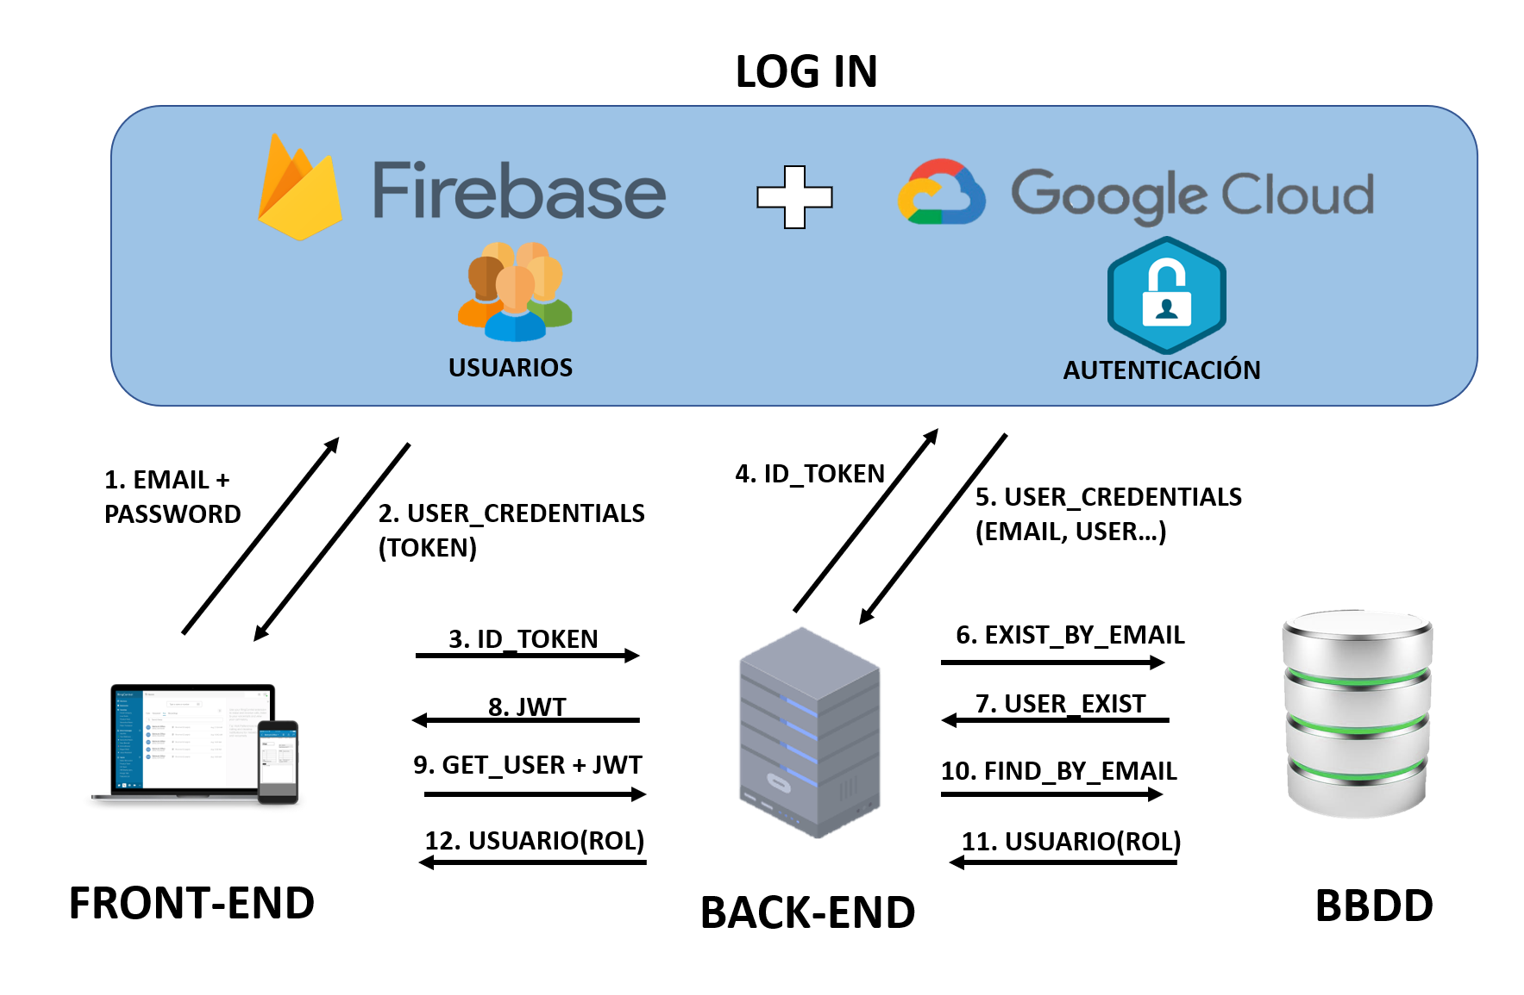 LOG IN
Firebase
Google Cloud
USUARIOS
AUTENTICACIÓN
1. EMAIL +
PASSWORD
2. USER_CREDENTIALS
(TOKEN)
4. ID_TOKEN
5. USER_CREDENTIALS
(EMAIL, USER...)
3. ID_TOKEN
6. EXIST_BY_EMAIL
8. JWT
7. USER_EXIST
9. GET_USER + JWT
10. FIND_BY_EMAIL
12. USUARIO(ROL)
11. USUARIO(ROL)
FRONT-END
BACK-END
BBDD